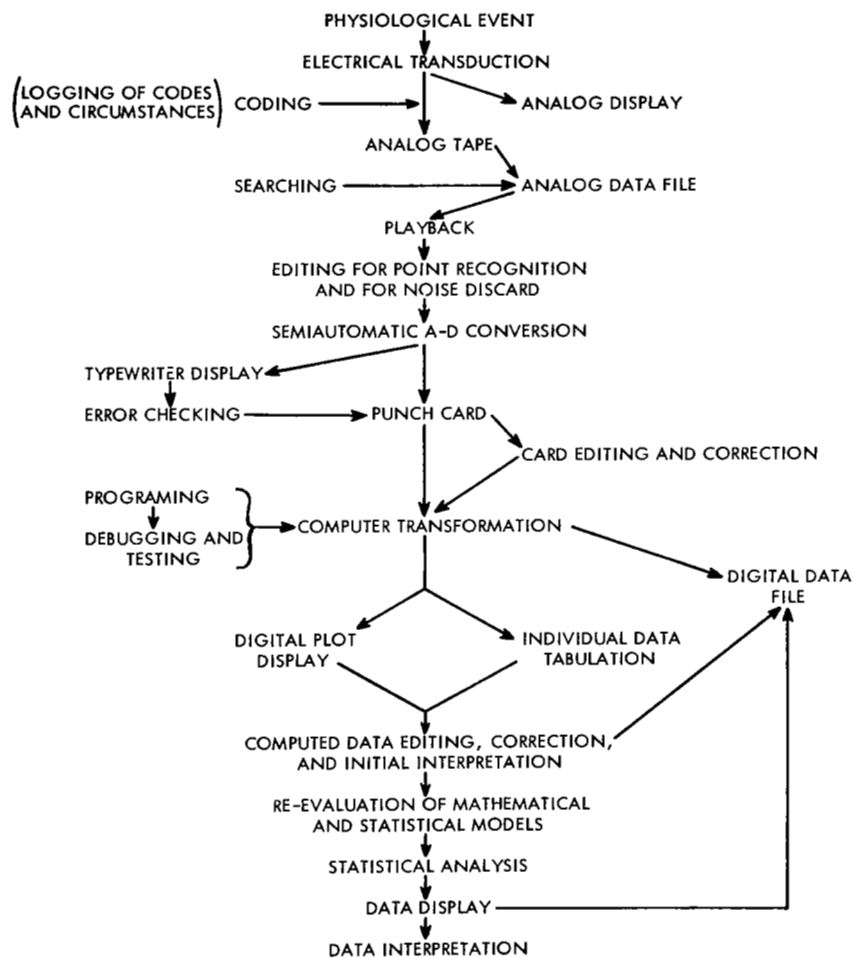 PHYSIOLOGICAL EVENT
ELECTRICAL TRANSDUCTION
(LOGGING OF CODES
AND CIRCUMSTANCES)
CODING
ANALOG DISPLAY
ANALOG TAPE
SEARCHING
ANALOG DATA FILE
PLAYBACK
EDITING FOR POINT RECOGNITION
AND FOR NOISE DISCARD
SEMIAUTOMATIC A-D CONVERSION
TYPEWRITER DISPLAY
ERROR CHECKING
PUNCH CARD
CARD EDITING AND CORRECTION
PROGRAMING
DEBUGGING AND
TESTING
COMPUTER TRANSFORMATION
DIGITAL DATA
FILE
DIGITAL PLOT
DISPLAY
INDIVIDUAL DATA
TABULATION
COMPUTED DATA EDITING, CORRECTION,
AND INITIAL INTERPRETATION
RE-EVALUATION OF MATHEMATICAL
AND STATISTICAL MODELS
STATISTICAL ANALYSIS
DATA DISPLAY
DATA INTERPRETATION